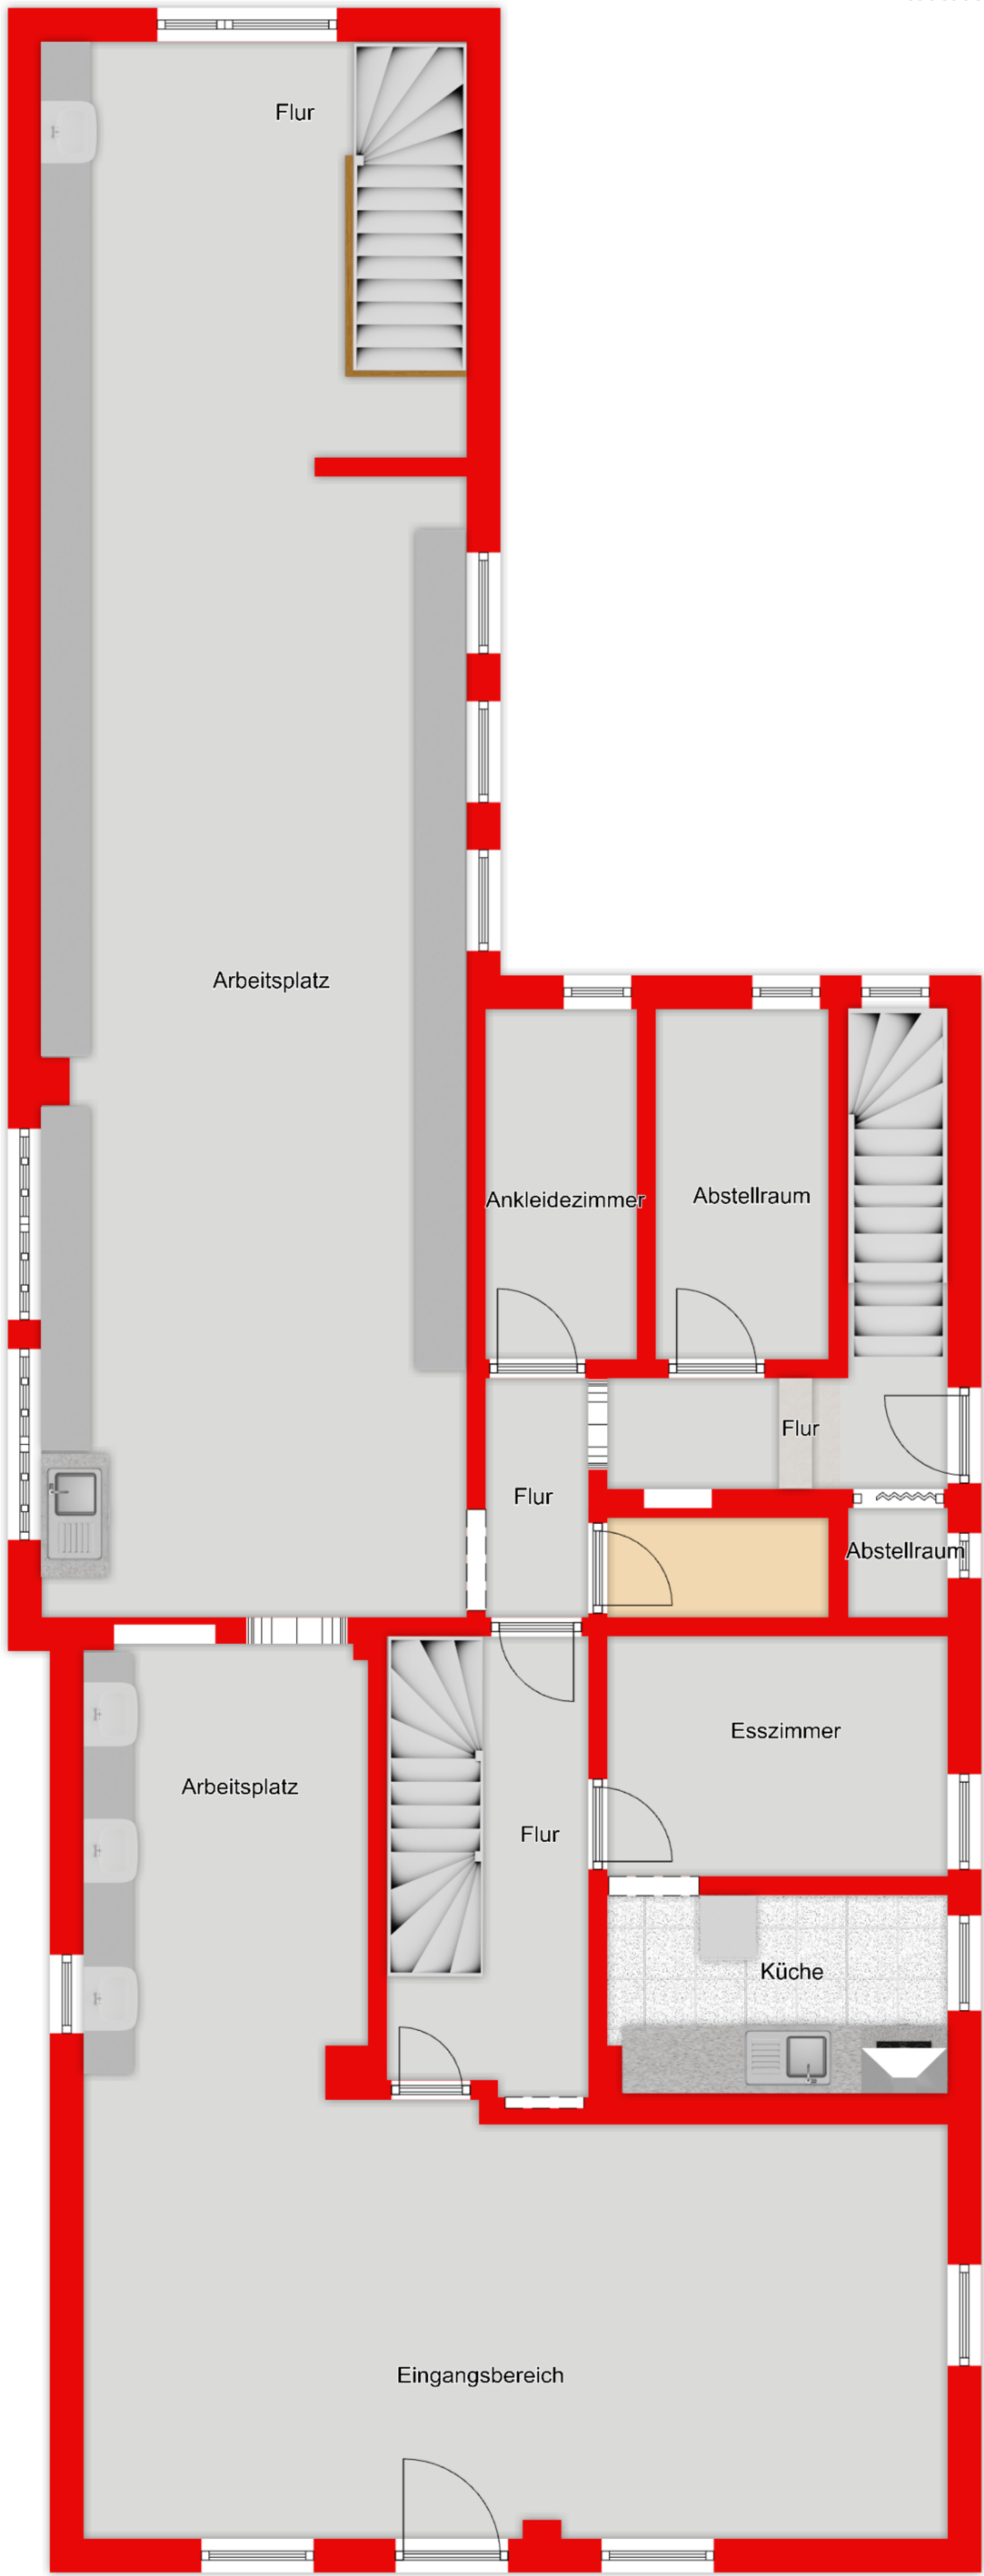 Flur
Arbeitsplatz
Ankleidezimmer
Abstellraum
Flur
Flur
Abstellraum
Esszimmer
Arbeitsplatz
Flur
Küche
Eingangsbereich